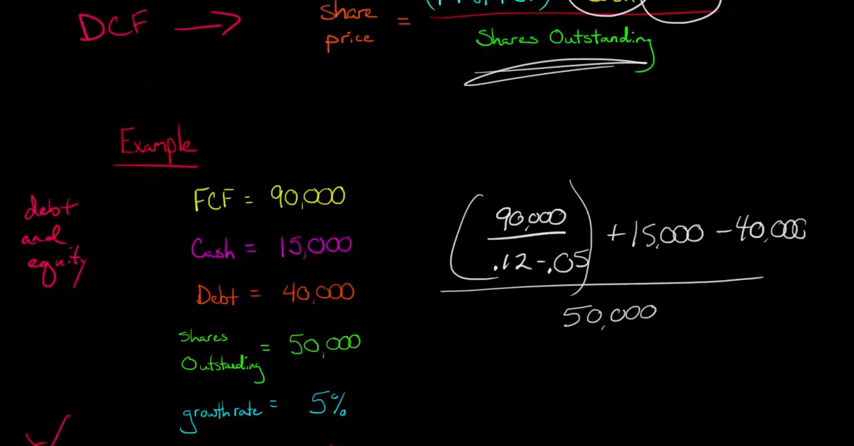 DCF → Share price =
Shares Outstanding
Example
debt and equity
FCF = 90,000
Cash = 15,000
Debt = 40,000
Shares Outstanding = 50,000
growth rate = 5%
90,000
( ) + 15,000 - 40,000
.12 - .05
50,000